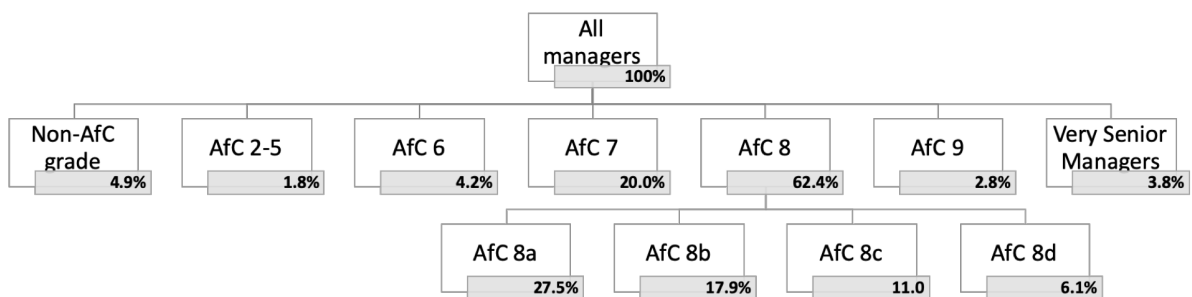 All
managers
100%
Non-AfC
grade
4.9%
AfC 2-5
1.8%
AfC 6
4.2%
AfC 7
20.0%
AfC 8
62.4%
AfC 9
2.8%
Very Senior
Managers
3.8%
AfC 8a
27.5%
AfC 8b
17.9%
AfC 8c
11.0
AfC 8d
6.1%